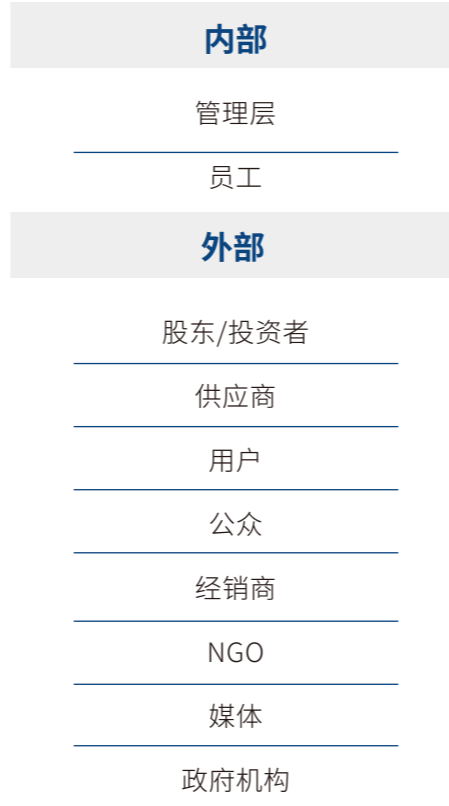 内部
管理层
员工
外部
股东/投资者
供应商
用户
公众
经销商
NGO
媒体
政府机构